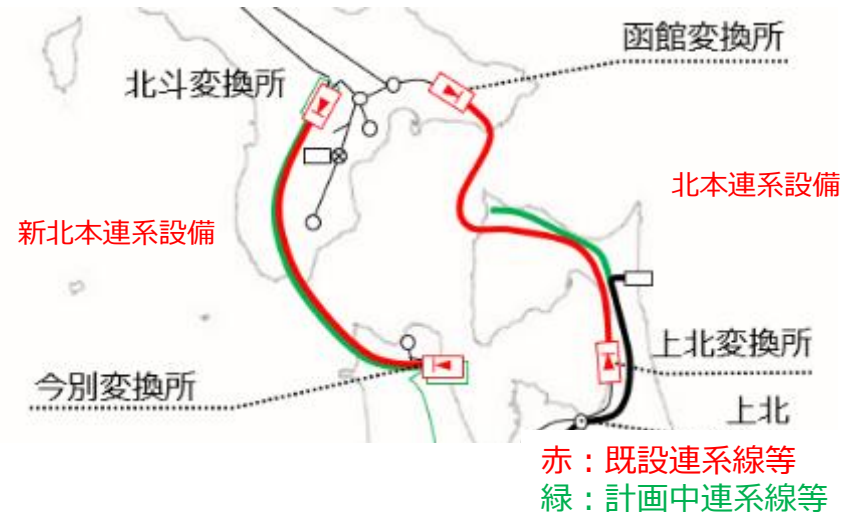 函館変換所
北斗変換所
北本連系設備
新北本連系設備
上北変換所
今別変換所
上北
赤：既設連系線等
緑：計画中連系線等